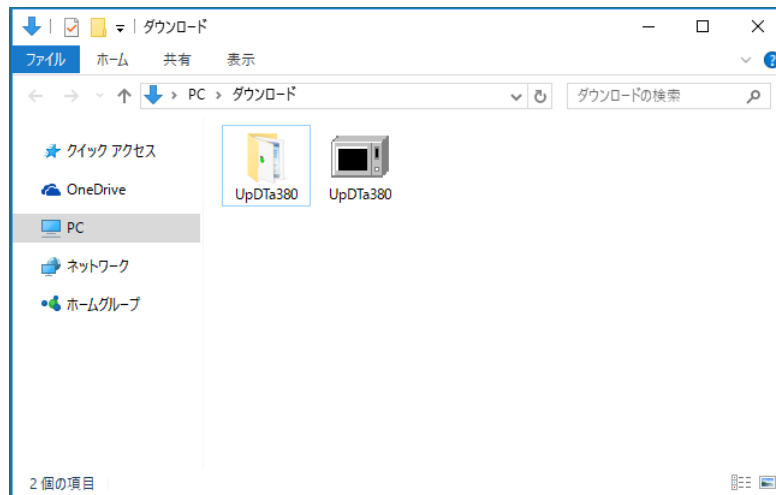 ダウンロード
ファイル ホーム 共有 表示
PC ダウンロード ダウンロードの検索
クイック アクセス
OneDrive
PC
ネットワーク
ホームグループ
UpDTa380 UpDTa380
2 個の項目